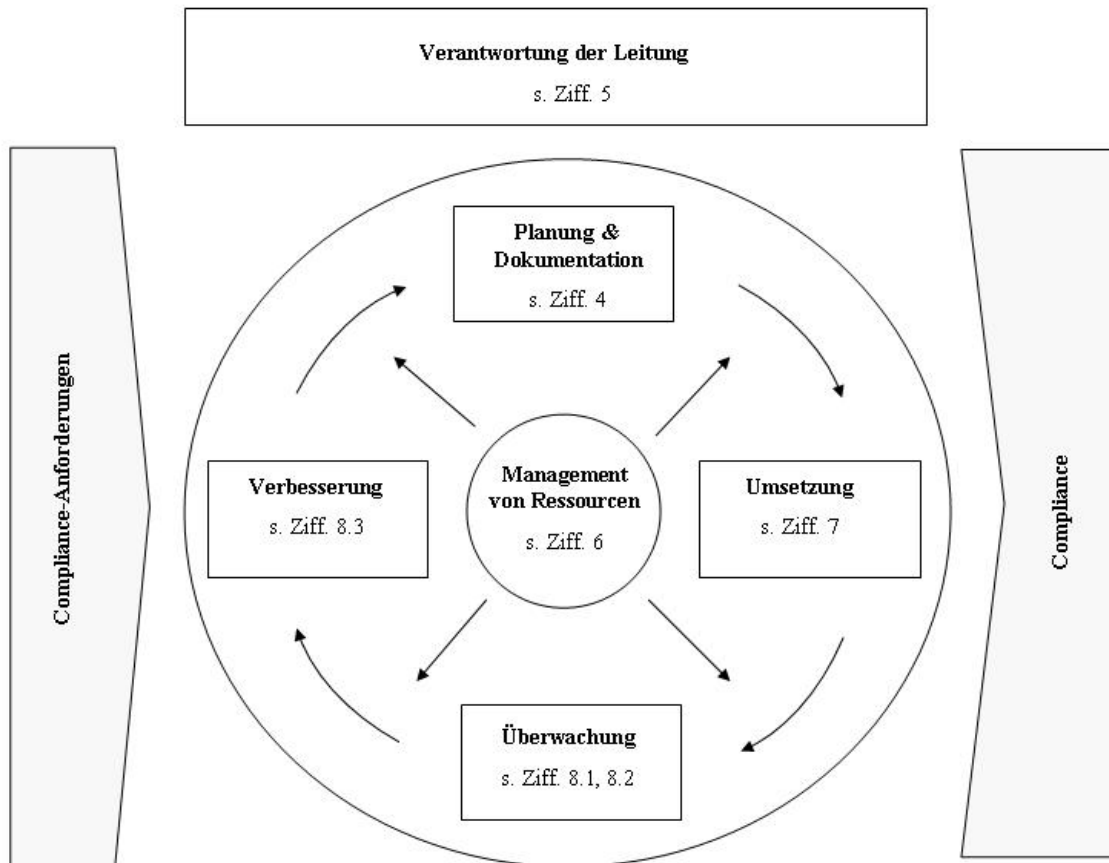 Verantwortung der Leitung
s. Ziff. 5
Compliance-Anforderungen
Planung &
Dokumentation
s. Ziff. 4
Verbesserung
s. Ziff. 8.3
Management
von Ressourcen
s. Ziff. 6
Umsetzung
s. Ziff. 7
Überwachung
s. Ziff. 8.1, 8.2
Compliance